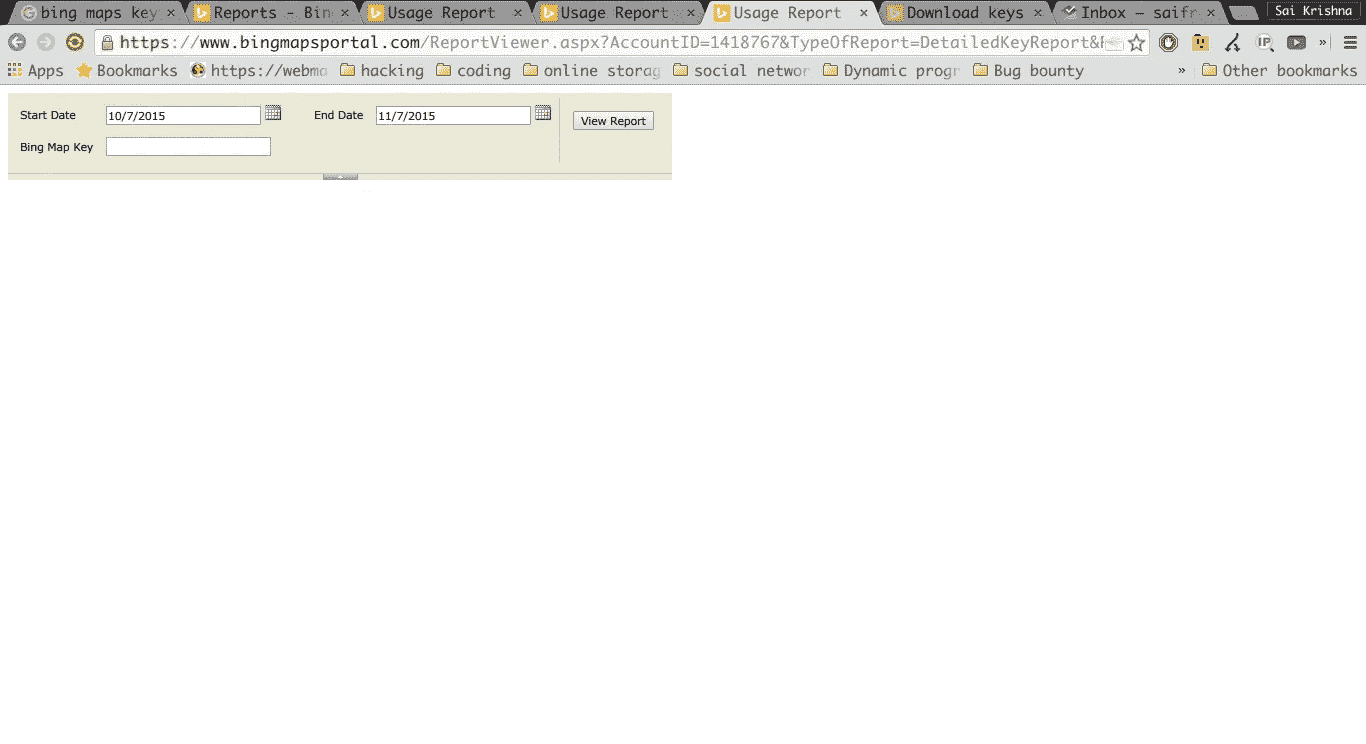 bing maps key Reports - Bin Usage Report Usage Report Usage Report Download keys Inbox – saifr Sai Krishna
https://www.bingmapsportal.com/ReportViewer.aspx?AccountID=1418767&TypeOfReport=DetailedKeyReport&
Apps Bookmarks https://webma hacking coding online storag social networ Dynamic progr Bug bounty » Other bookmarks
Start Date 10/7/2015 End Date 11/7/2015 View Report
Bing Map Key